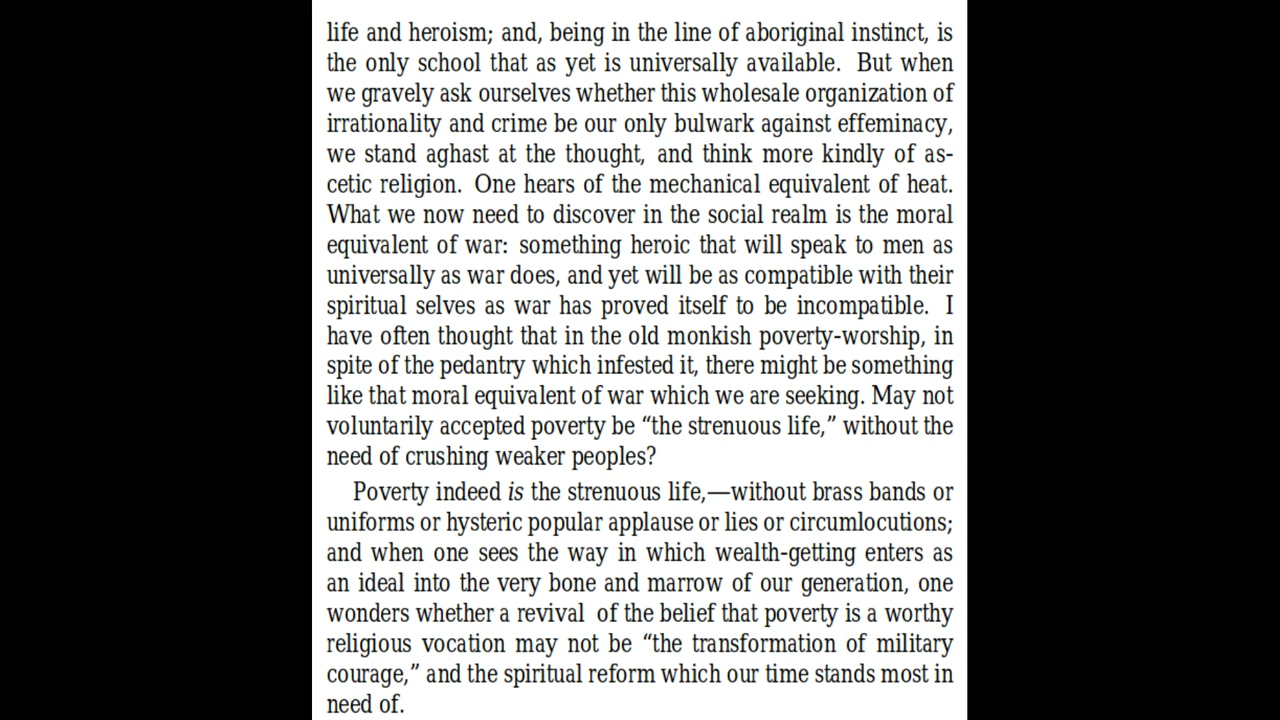 life and heroism; and, being in the line of aboriginal instinct, is
the only school that as yet is universally available. But when
we gravely ask ourselves whether this wholesale organization of
irrationality and crime be our only bulwark against effeminacy,
we stand aghast at the thought, and think more kindly of as-
cetic religion. One hears of the mechanical equivalent of heat.
What we now need to discover in the social realm is the moral
equivalent of war: something heroic that will speak to men as
universally as war does, and yet will be as compatible with their
spiritual selves as war has proved itself to be incompatible. I
have often thought that in the old monkish poverty-worship, in
spite of the pedantry which infested it, there might be something
like that moral equivalent of war which we are seeking. May not
voluntarily accepted poverty be “the strenuous life,” without the
need of crushing weaker peoples?
Poverty indeed is the strenuous life,—without brass bands or
uniforms or hysteric popular applause or lies or circumlocutions;
and when one sees the way in which wealth-getting enters as
an ideal into the very bone and marrow of our generation, one
wonders whether a revival of the belief that poverty is a worthy
religious vocation may not be “the transformation of military
courage,” and the spiritual reform which our time stands most in
need of.